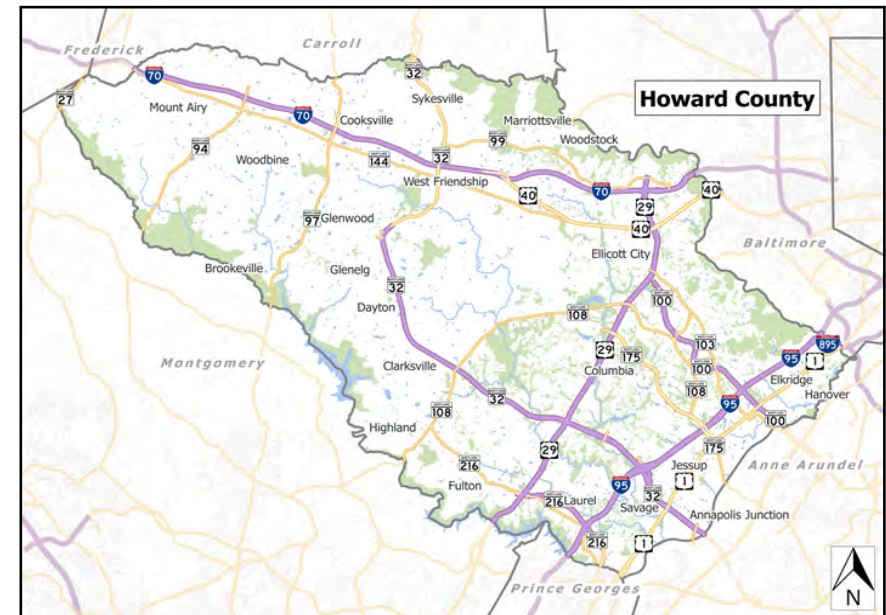 Frederick
Carroll
Howard County
70
32
27
Mount Airy
Sykesville
70
Cooksville
Marriottsville
94
MARYLAND 99
Woodstock
Woodbine
144
32
West Friendship
70
40
40
29
97
Glenwood
40
Baltimore
Ellicott City
Brookeville
Glenelg
32
100
Dayton
108
103
895
Montgomery
29
175
95
1
Clarksville
Columbia
100
Elkridge
32
108
Hanover
108
95
100
Highland
29
175
216
Jessup
Anne Arundel
Fulton
95
1
32
216
Laurel
Savage
Annapolis Junction
216
1
Prince Georges
N